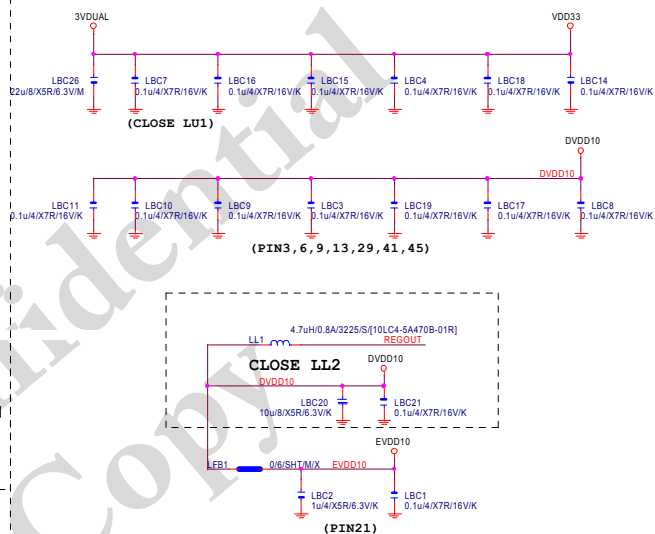 3VDUAL
VDD33
LBC26
22u/8/X5R/6.3V/M
LBC7
0.1u/4/X7R/16V/K
LBC16
0.1u/4/X7R/16V/K
LBC15
0.1u/4/X7R/16V/K
LBC4
0.1u/4/X7R/16V/K
LBC18
0.1u/4/X7R/16V/K
LBC14
0.1u/4/X7R/16V/K
(CLOSE LU1)
DVDD10
DVDD10
LBC11
0.1u/4/X7R/16V/K
LBC10
0.1u/4/X7R/16V/K
LBC9
0.1u/4/X7R/16V/K
LBC3
0.1u/4/X7R/16V/K
LBC19
0.1u/4/X7R/16V/K
LBC17
0.1u/4/X7R/16V/K
LBC8
0.1u/4/X7R/16V/K
(PIN3,6,9,13,29,41,45)
4.7uH/0.8A/3225/S/[10LC4-5A470B-01R]
LL1
REGOUT
CLOSE LL2
DVDD10
DVDD10
LBC20
10u/8/X5R/6.3V/K
LBC21
0.1u/4/X7R/16V/K
EVDD10
LFB1
0/6/SHT/M/X
EVDD10
LBC2
1u/4/X5R/6.3V/K
LBC1
0.1u/4/X7R/16V/K
(PIN21)
fidential
Copy